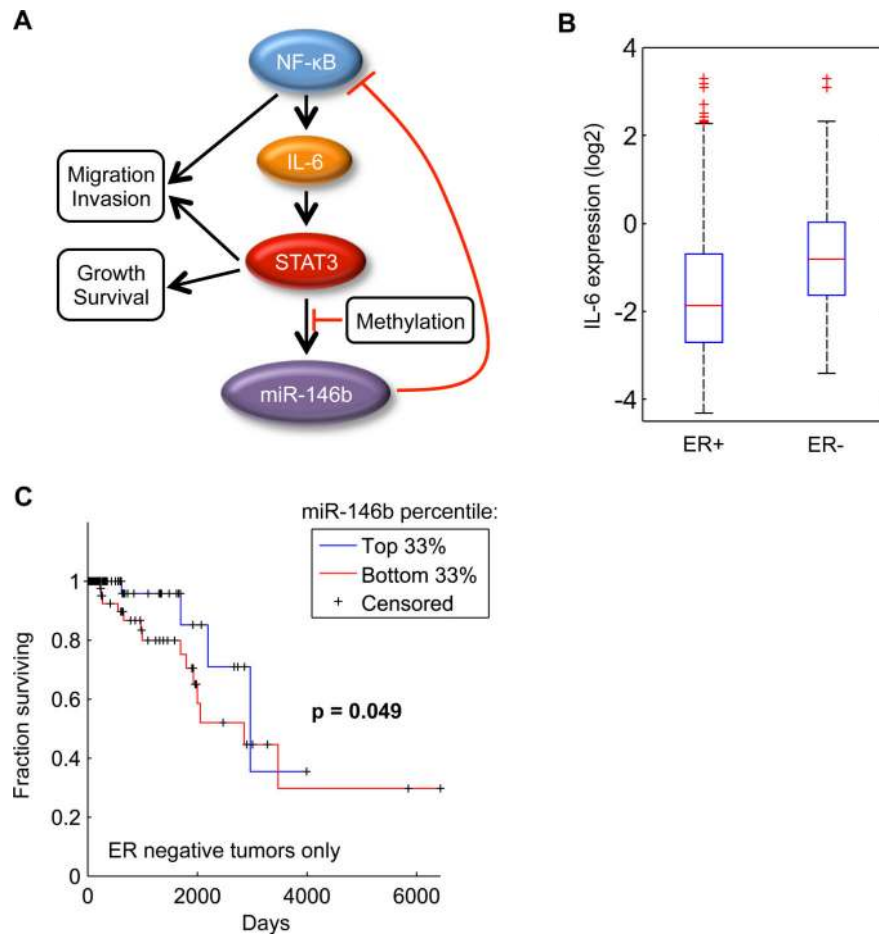 A
NF-κB
IL-6
Migration
Invasion
STAT3
Growth
Survival
Methylation
miR-146b
B
4
2
0
-2
-4
IL-6 expression (log2)
ER+
ER-
C
miR-146b percentile:
Top 33%
Bottom 33%
Censored
1
0.8
0.6
0.4
0.2
0
Fraction surviving
p = 0.049
ER negative tumors only
0
2000
4000
6000
Days